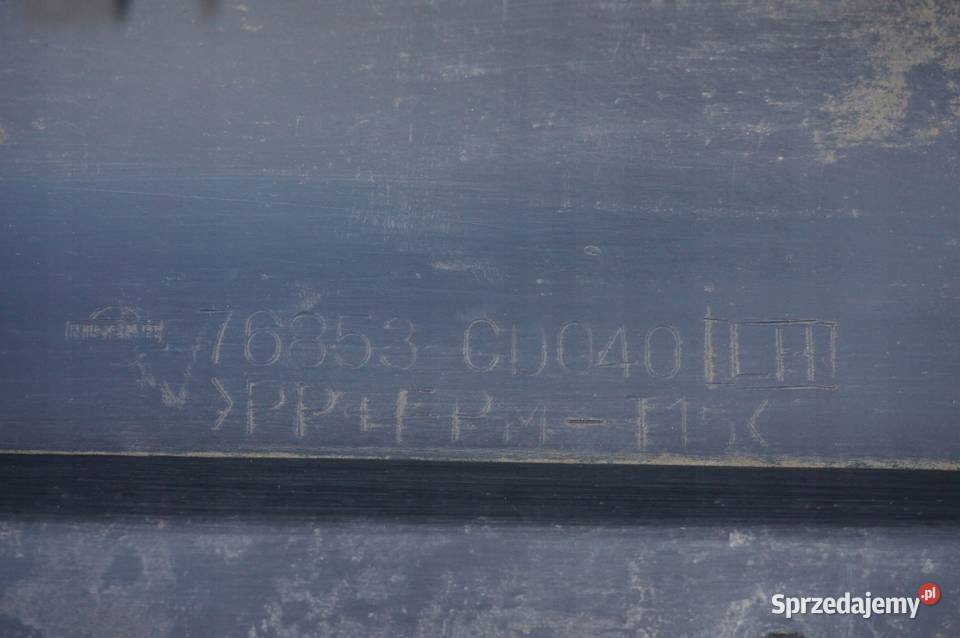 76853 CD040 LH
>PP+EPM-T15<
Sprzedajemy.pl